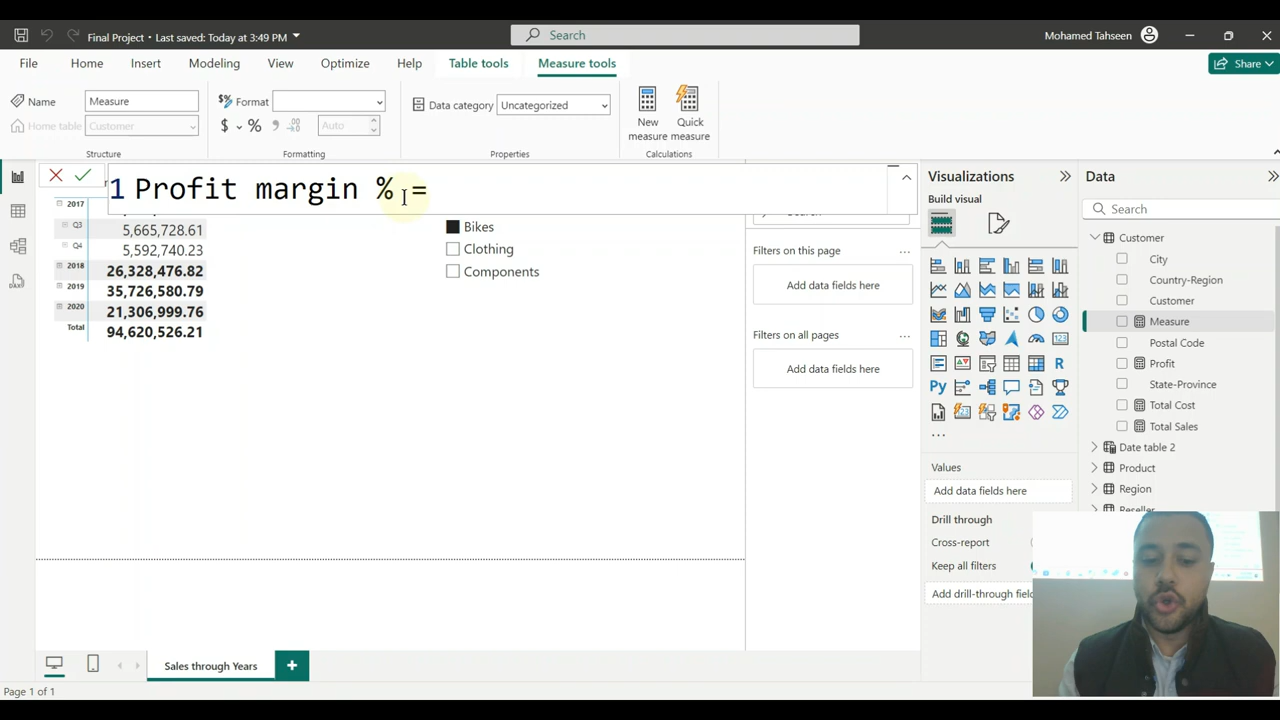 Final Project • Last saved: Today at 3:49 PM
Search
Mohamed Tahseen
File
Home
Insert
Modeling
View
Optimize
Help
Table tools
Measure tools
Share
Name
Measure
Home table
Customer
Structure
Format
$ %
Auto
Formatting
Data category
Uncategorized
Properties
New measure
Quick measure
Calculations
1 Profit margin % =
2017
Q3 5,665,728.61
Q4 5,592,740.23
2018 26,328,476.82
2019 35,726,580.79
2020 21,306,999.76
Total 94,620,526.21
Bikes
Clothing
Components
Filters on this page
Add data fields here
Filters on all pages
Add data fields here
Visualizations
Build visual
R
Py
Values
Add data fields here
Drill through
Cross-report
Keep all filters
Add drill-through field
Data
Search
Customer
City
Country-Region
Customer
Measure
Postal Code
Profit
State-Province
Total Cost
Total Sales
Date table 2
Product
Region
Reseller
Sales through Years
Page 1 of 1